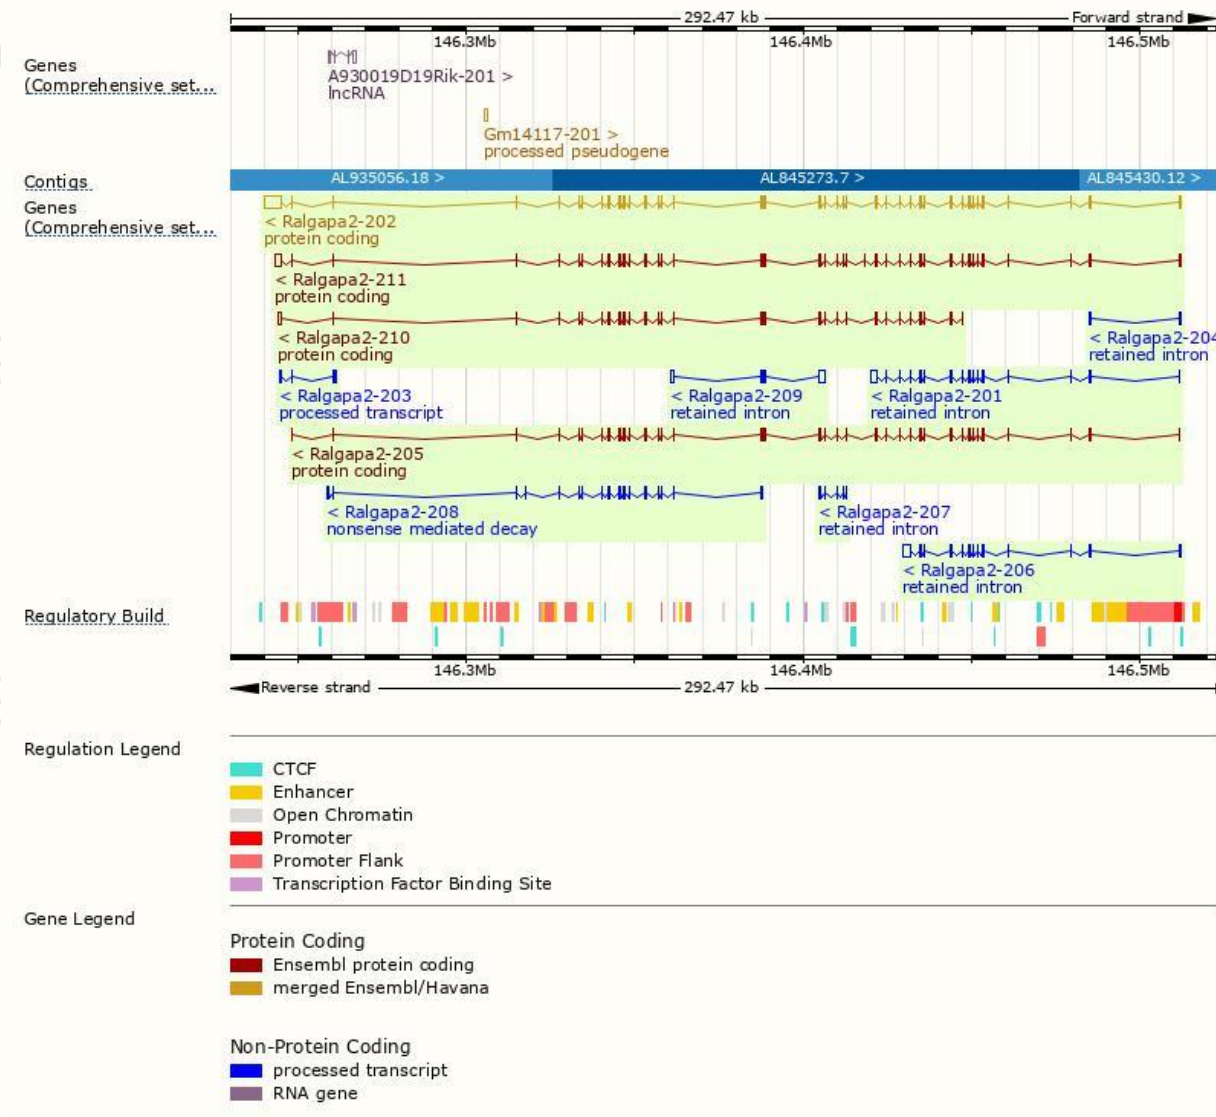 292.47 kb Forward strand
146.3Mb 146.4Mb 146.5Mb
Genes
(Comprehensive set...
A930019D19Rik-201 >
lncRNA
Gm14117-201 >
processed pseudogene
Contigs AL935056.18 > AL845273.7 > AL845430.12 >
Genes
(Comprehensive set...
< Ralgapa2-202
protein coding
< Ralgapa2-211
protein coding
< Ralgapa2-210 < Ralgapa2-204
protein coding retained intron
< Ralgapa2-203 < Ralgapa2-209 < Ralgapa2-201
processed transcript retained intron retained intron
< Ralgapa2-205
protein coding
< Ralgapa2-208 < Ralgapa2-207
nonsense mediated decay retained intron
< Ralgapa2-206
retained intron
Regulatory Build
146.3Mb 146.4Mb 146.5Mb
Reverse strand 292.47 kb
Regulation Legend
CTCF
Enhancer
Open Chromatin
Promoter
Promoter Flank
Transcription Factor Binding Site
Gene Legend
Protein Coding
Ensembl protein coding
merged Ensembl/Havana
Non-Protein Coding
processed transcript
RNA gene